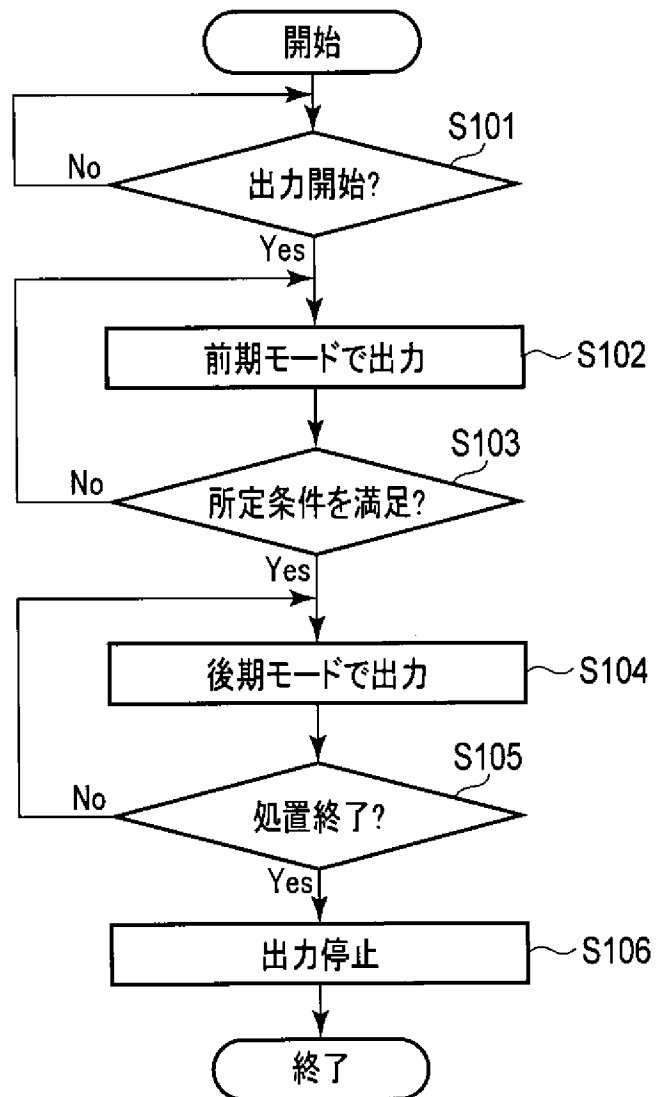 開始
S101
出力開始?
No
Yes
前期モードで出力
S102
S103
所定条件を満足?
No
Yes
後期モードで出力
S104
S105
処置終了?
No
Yes
出力停止
S106
終了